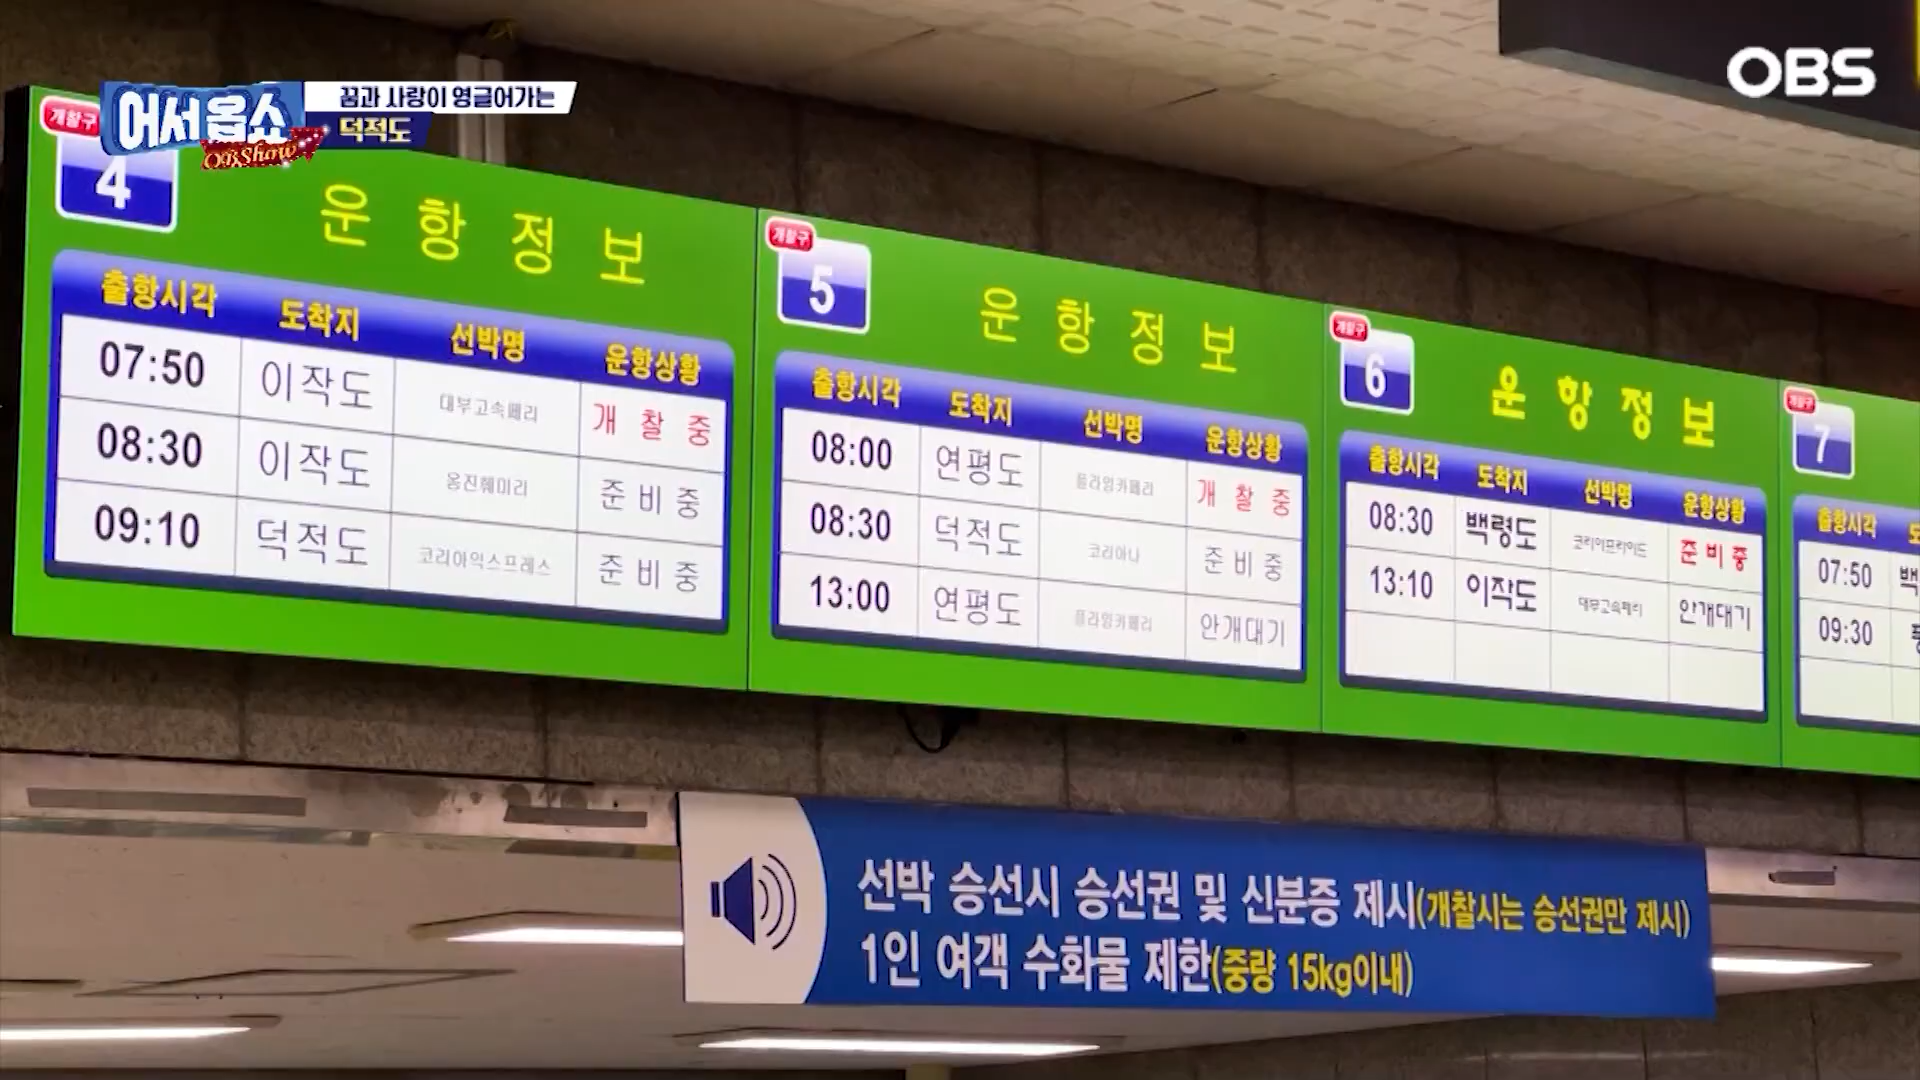 어서옵쇼
OBShow
꿈과 사랑이 영글어가는
덕적도
OBS
개찰구
4
운항정보
출항시각 도착지 선박명 운항상황
07:50 이작도 대부고속페리 개찰중
08:30 이작도 옹진훼미리 준비중
09:10 덕적도 코리아익스프레스 준비중
개찰구
5
운항정보
출항시각 도착지 선박명 운항상황
08:00 연평도 플라잉카페리 개찰중
08:30 덕적도 코리아나 준비중
13:00 연평도 플라잉카페리 안개대기
개찰구
6
운항정보
출항시각 도착지 선박명 운항상황
08:30 백령도 코리아프라이드 준비중
13:10 이작도 대부고속페리 안개대기
개찰구
7
출항시각
07:50 백
09:30
선박 승선시 승선권 및 신분증 제시(개찰시는 승선권만 제시)
1인 여객 수화물 제한(중량 15kg이내)